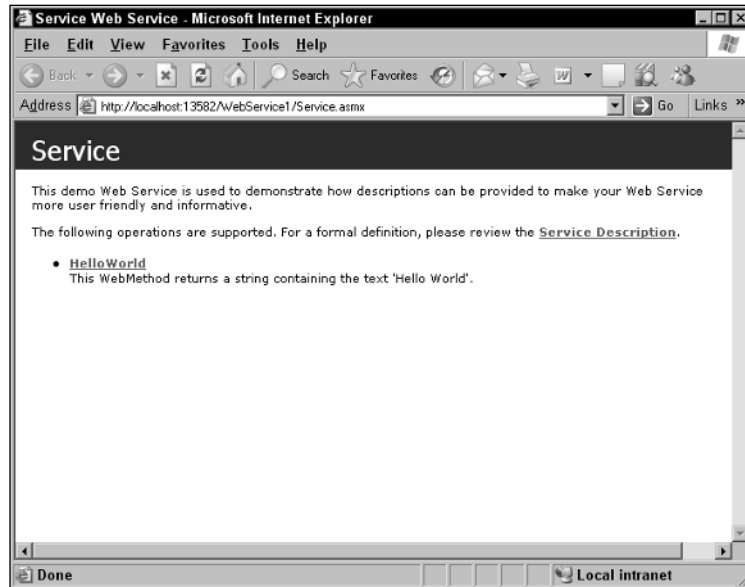 Service Web Service - Microsoft Internet Explorer
File Edit View Favorites Tools Help
Back Search Favorites
Address http://localhost:13582/WebService1/Service.asmx Go Links »
Service
This demo Web Service is used to demonstrate how descriptions can be provided to make your Web Service
more user friendly and informative.
The following operations are supported. For a formal definition, please review the Service Description.
• HelloWorld
This WebMethod returns a string containing the text 'Hello World'.
Done Local intranet